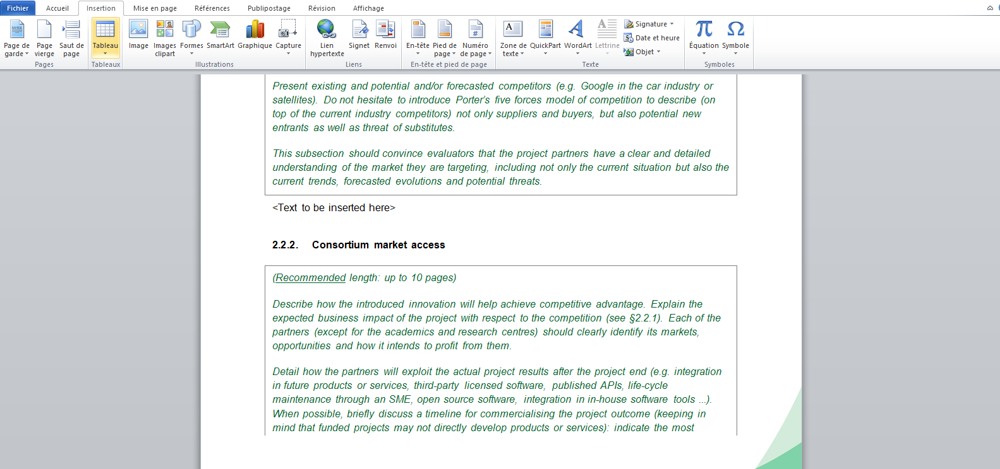 Fichier Accueil Insertion Mise en page Références Publipostage Révision Affichage
Page de garde Page vierge Saut de page Tableau Image Images clipart Formes SmartArt Graphique Capture Lien hypertexte Signet Renvoi En-tête Pied de page Numéro de page Zone de texte QuickPart WordArt Lettrine Signature Date et heure Objet Équation Symbole
Pages Tableaux Illustrations Liens En-tête et pied de page Texte Symboles
Present existing and potential and/or forecasted competitors (e.g. Google in the car industry or
satellites). Do not hesitate to introduce Porter's five forces model of competition to describe (on
top of the current industry competitors) not only suppliers and buyers, but also potential new
entrants as well as threat of substitutes.
This subsection should convince evaluators that the project partners have a clear and detailed
understanding of the market they are targeting, including not only the current situation but also the
current trends, forecasted evolutions and potential threats.
<Text to be inserted here>
2.2.2. Consortium market access
(Recommended length: up to 10 pages)
Describe how the introduced innovation will help achieve competitive advantage. Explain the
expected business impact of the project with respect to the competition (see §2.2.1). Each of the
partners (except for the academics and research centres) should clearly identify its markets,
opportunities and how it intends to profit from them.
Detail how the partners will exploit the actual project results after the project end (e.g. integration
in future products or services, third-party licensed software, published APIs, life-cycle
maintenance through an SME, open source software, integration in in-house software tools ...).
When possible, briefly discuss a timeline for commercialising the project outcome (keeping in
mind that funded projects may not directly develop products or services): indicate the most